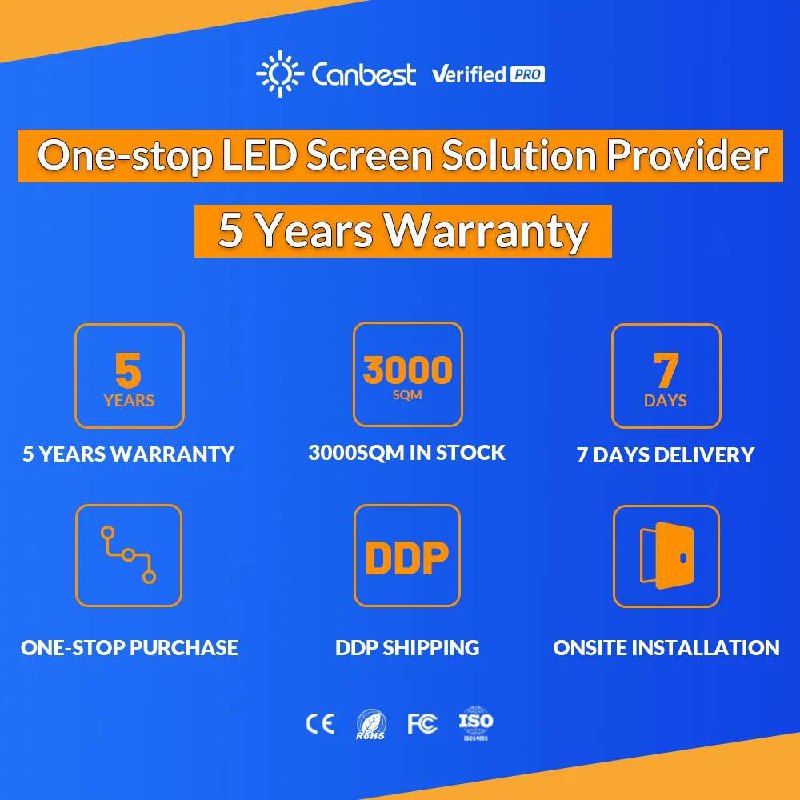 Canbest Verified PRO
One-stop LED Screen Solution Provider
5 Years Warranty
5
YEARS
3000
SQM
7
DAYS
5 YEARS WARRANTY
3000SQM IN STOCK
7 DAYS DELIVERY
DDP
ONE-STOP PURCHASE
DDP SHIPPING
ONSITE INSTALLATION
CE
RoHS
FC
ISO